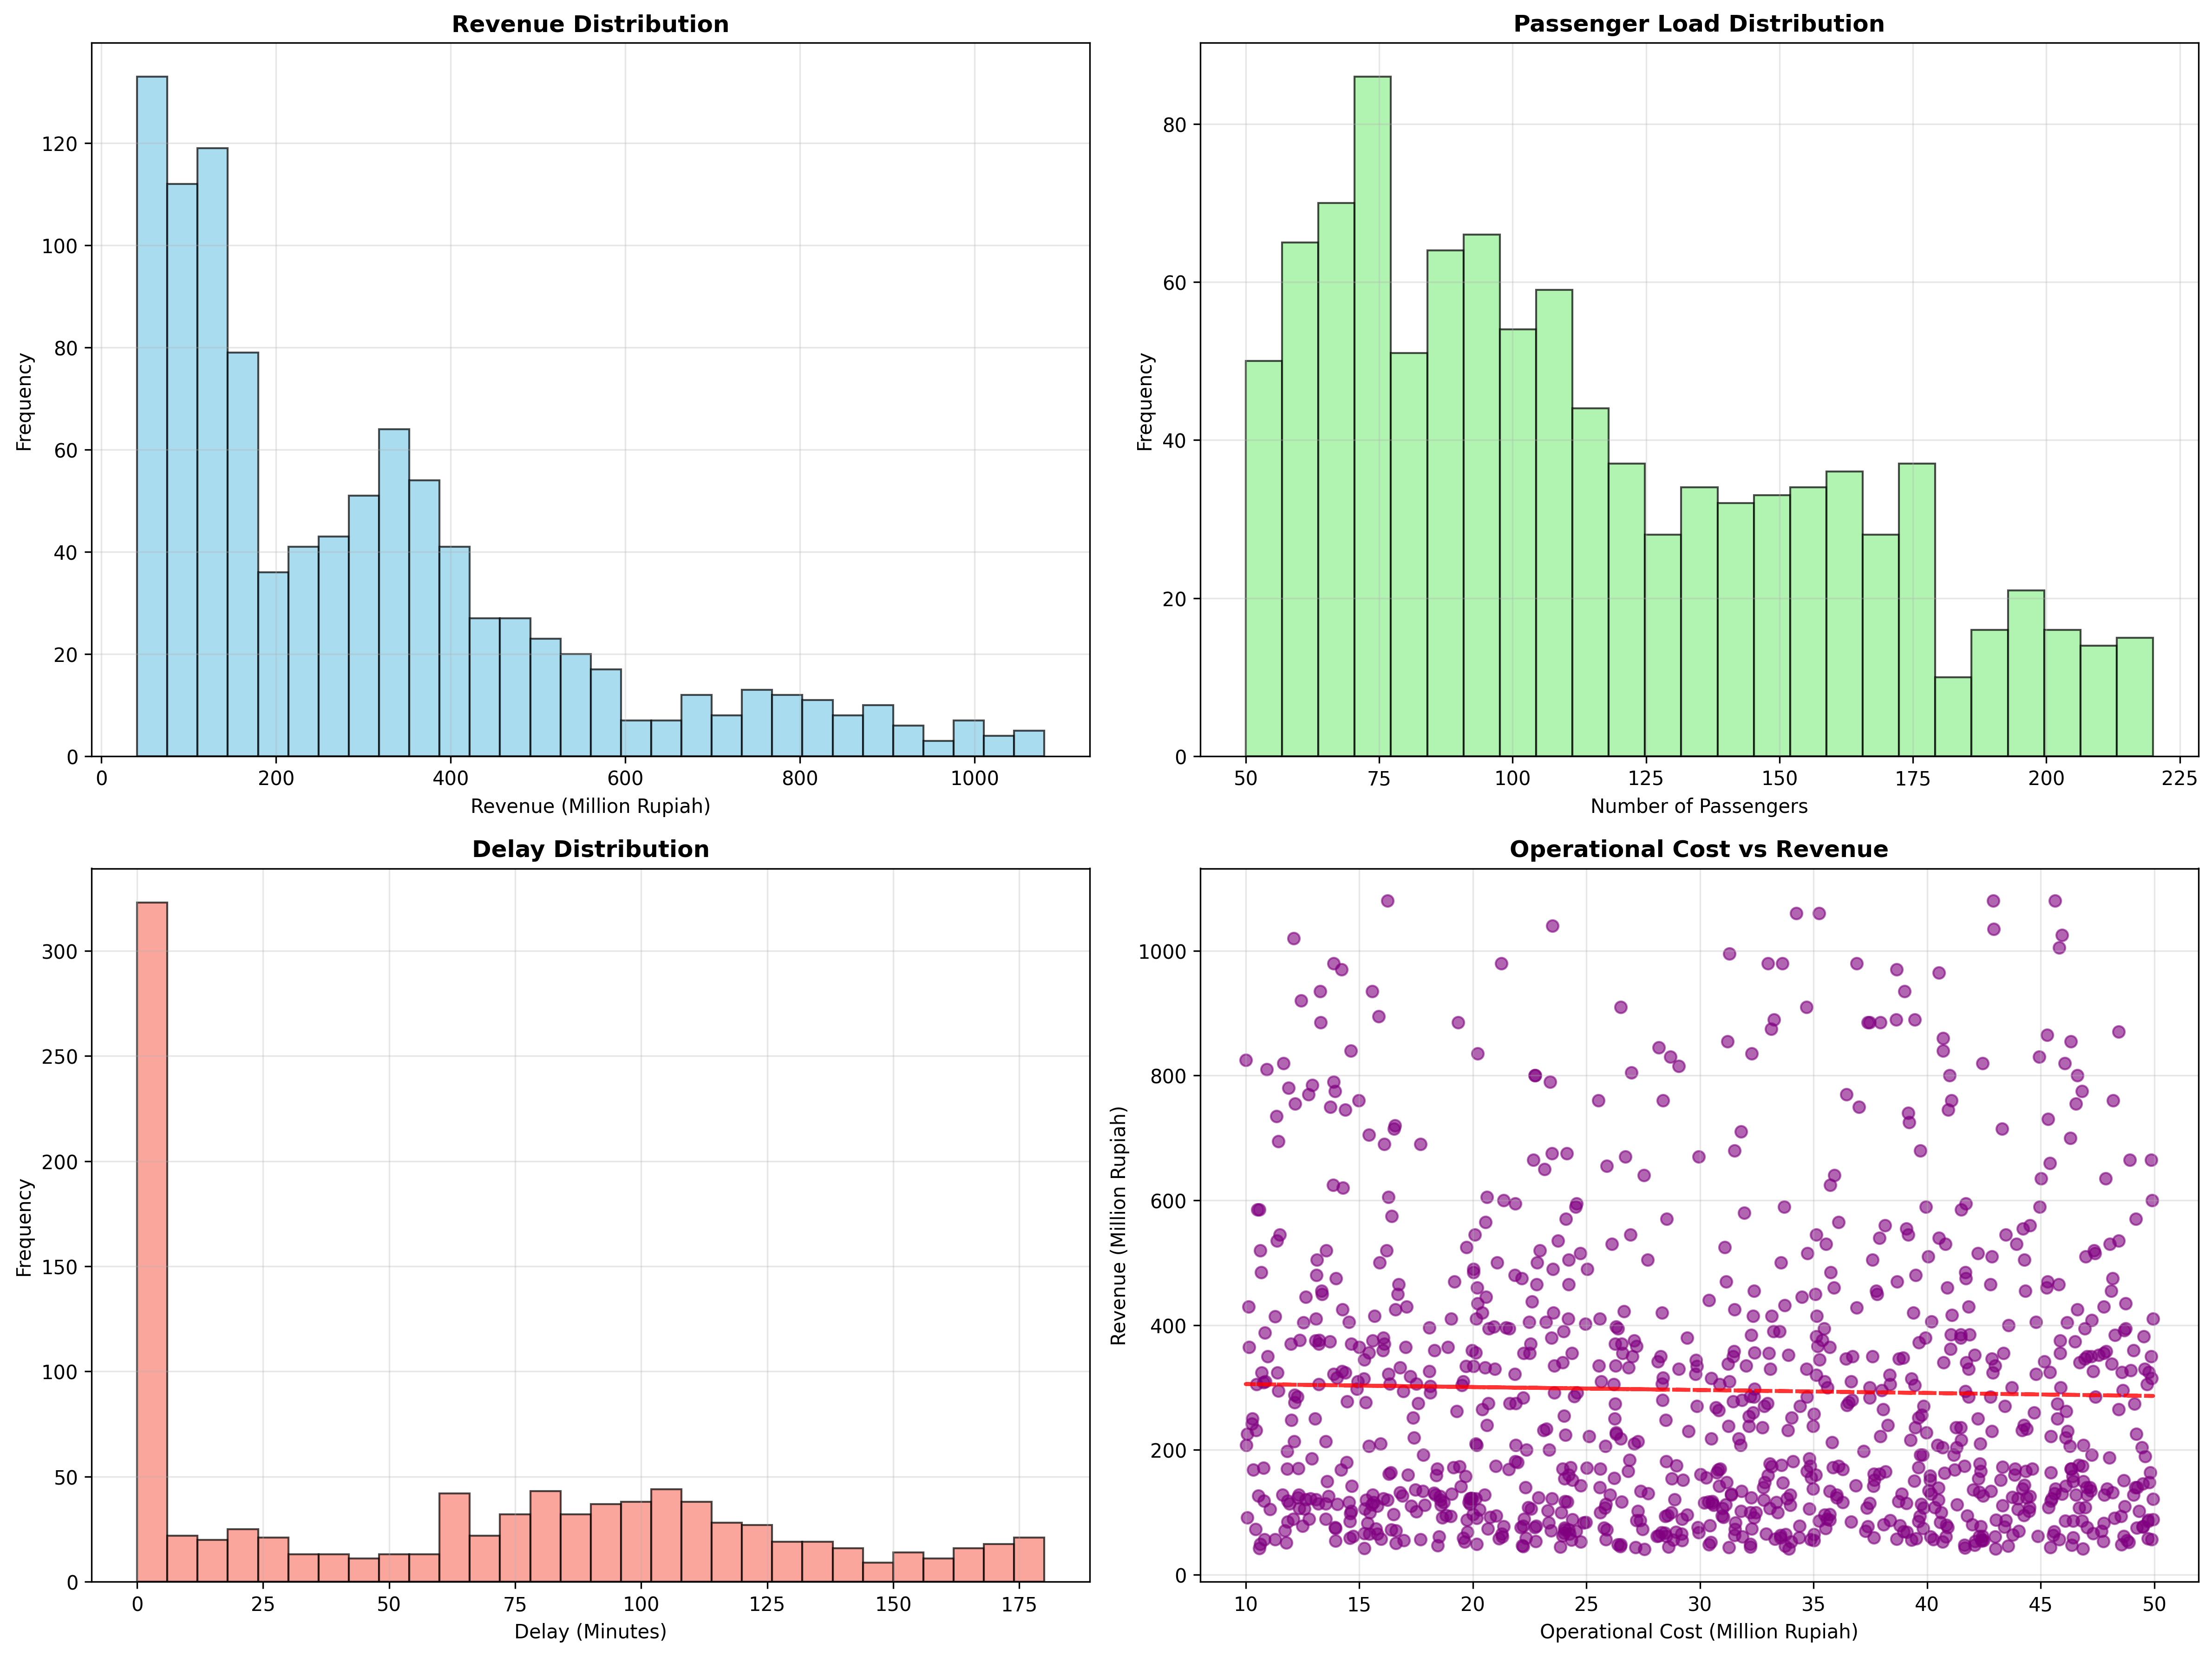 Revenue Distribution
Frequency
0
20
40
60
80
100
120
0 200 400 600 800 1000
Revenue (Million Rupiah)
Passenger Load Distribution
Frequency
0
20
40
60
80
50 75 100 125 150 175 200 225
Number of Passengers
Delay Distribution
Frequency
0
50
100
150
200
250
300
0 25 50 75 100 125 150 175
Delay (Minutes)
Operational Cost vs Revenue
Revenue (Million Rupiah)
0
200
400
600
800
1000
10 15 20 25 30 35 40 45 50
Operational Cost (Million Rupiah)